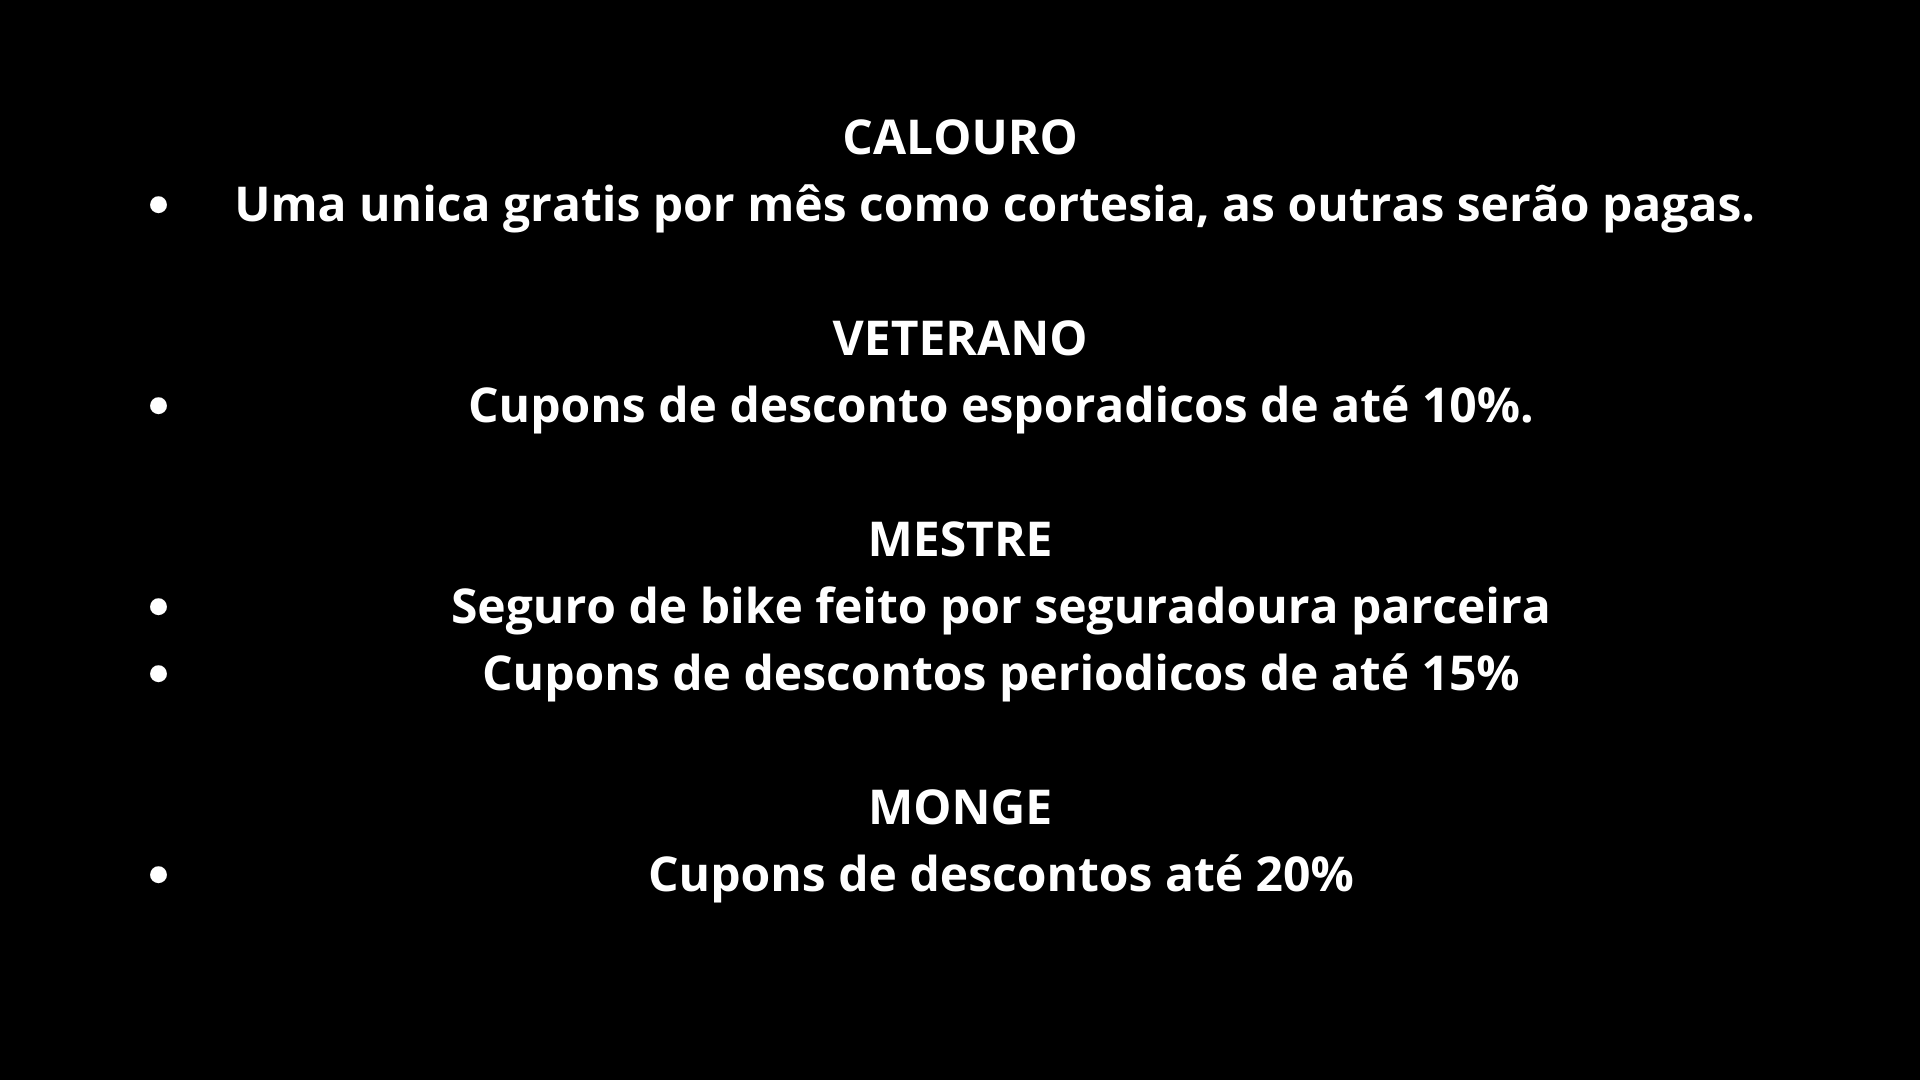 CALOURO
• Uma unica gratis por mês como cortesia, as outras serão pagas.
VETERANO
• Cupons de desconto esporadicos de até 10%.
MESTRE
• Seguro de bike feito por seguradoura parceira
• Cupons de descontos periodicos de até 15%
MONGE
• Cupons de descontos até 20%